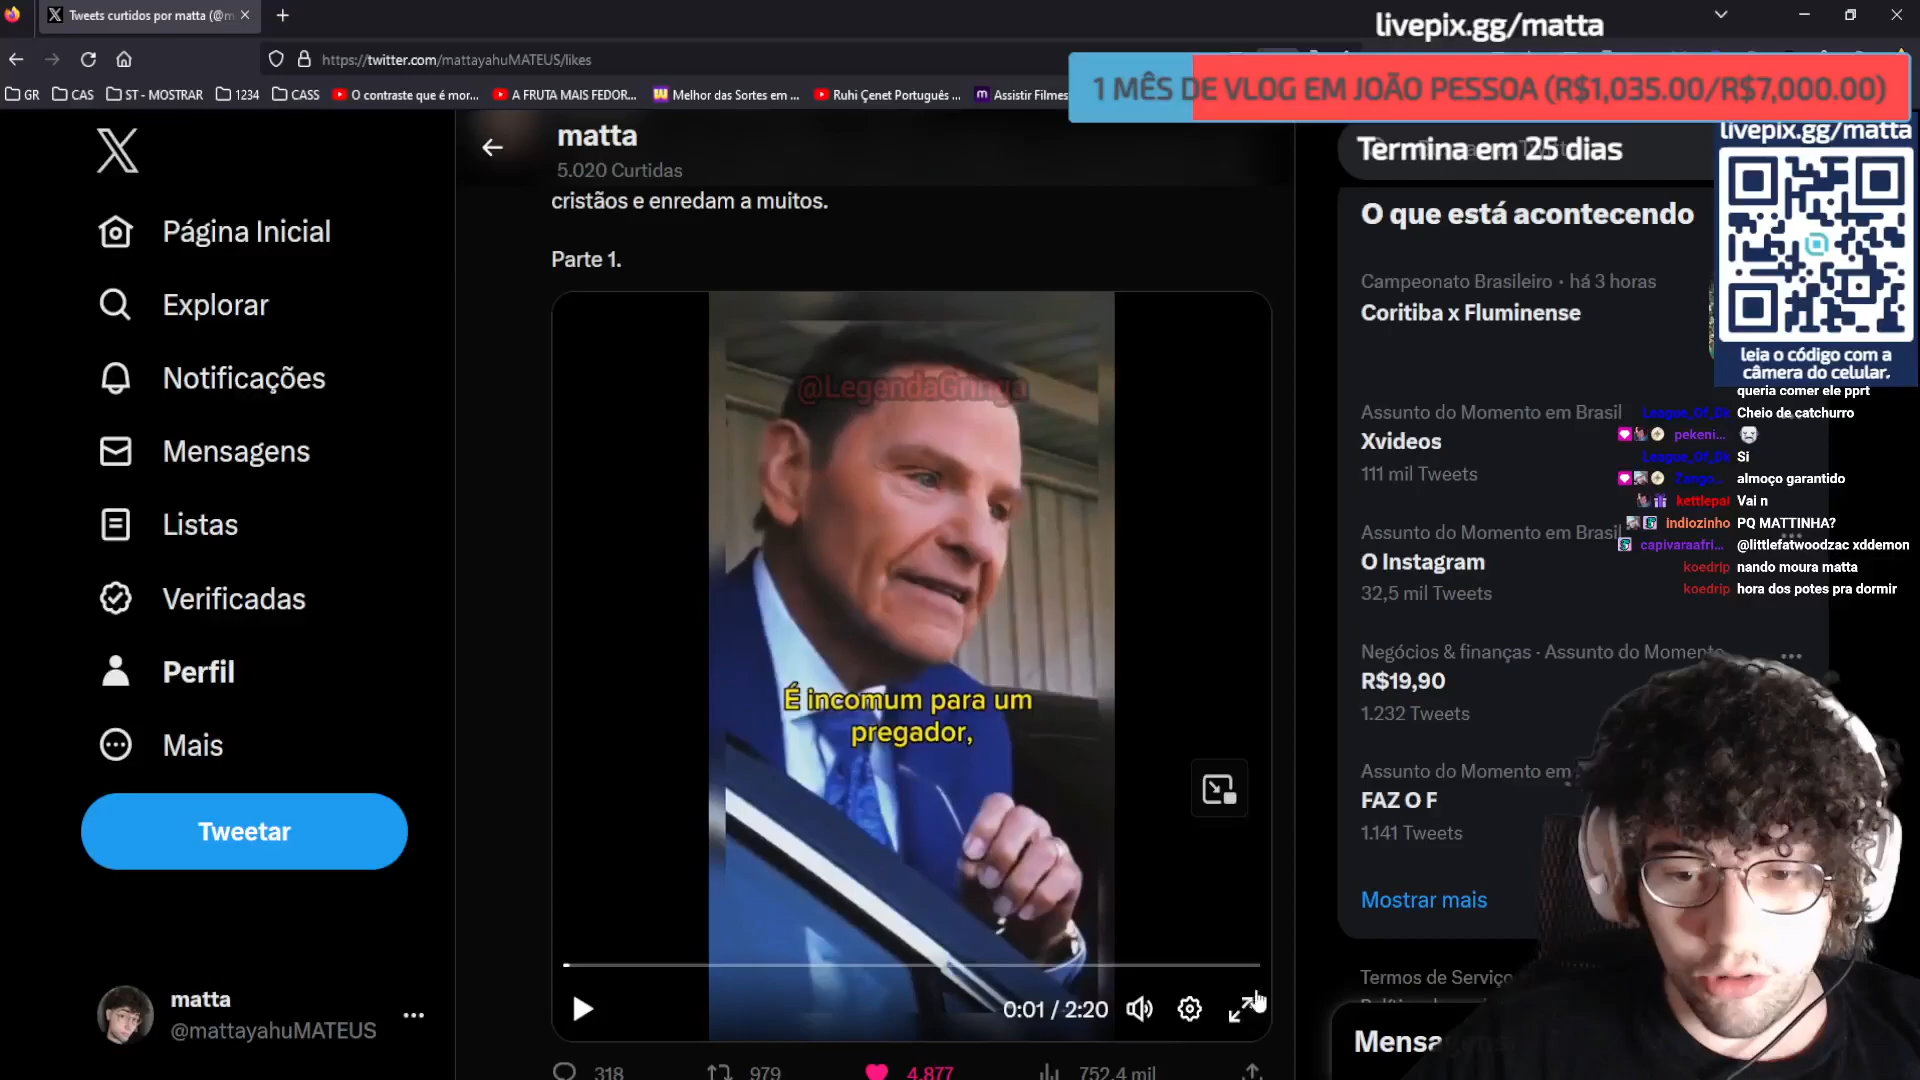 Tweets curtidos por matta (@m
https://twitter.com/mattayahuMATEUS/likes
GR
CAS
ST - MOSTRAR
1234
CASS
O contraste que é mor...
A FRUTA MAIS FEDOR...
Melhor das Sortes em ...
Ruhi Çenet Português ...
Assistir Filmes
livepix.gg/matta
1 MÊS DE VLOG EM JOÃO PESSOA (R$1,035.00/R$7,000.00)
Termina em 25 dias
livepix.gg/matta
leia o código com a
câmera do celular.
Página Inicial
Explorar
Notificações
Mensagens
Listas
Verificadas
Perfil
Mais
Tweetar
matta
@mattayahuMATEUS
matta
5.020 Curtidas
cristãos e enredam a muitos.
Parte 1.
@LegendaGringa
É incomum para um
pregador,
0:01 / 2:20
318
979
4.877
752,4 mil
O que está acontecendo
Campeonato Brasileiro · há 3 horas
Coritiba x Fluminense
Assunto do Momento em Brasil
Xvideos
111 mil Tweets
Assunto do Momento em Brasil
O Instagram
32,5 mil Tweets
Negócios & finanças · Assunto do Momento
R$19,90
1.232 Tweets
Assunto do Momento em
FAZ O F
1.141 Tweets
Mostrar mais
Termos de Serviço
queria comer ele pprt
League_Of_Dk Cheio de catchurro
pekeni...
League_Of_Dk Si
Zango... almoço garantido
kettlepal Vai n
indiozinho PQ MATTINHA?
capivaraafri... @littlefatwoodzac xddemon
koedrip nando moura matta
koedrip hora dos potes pra dormir